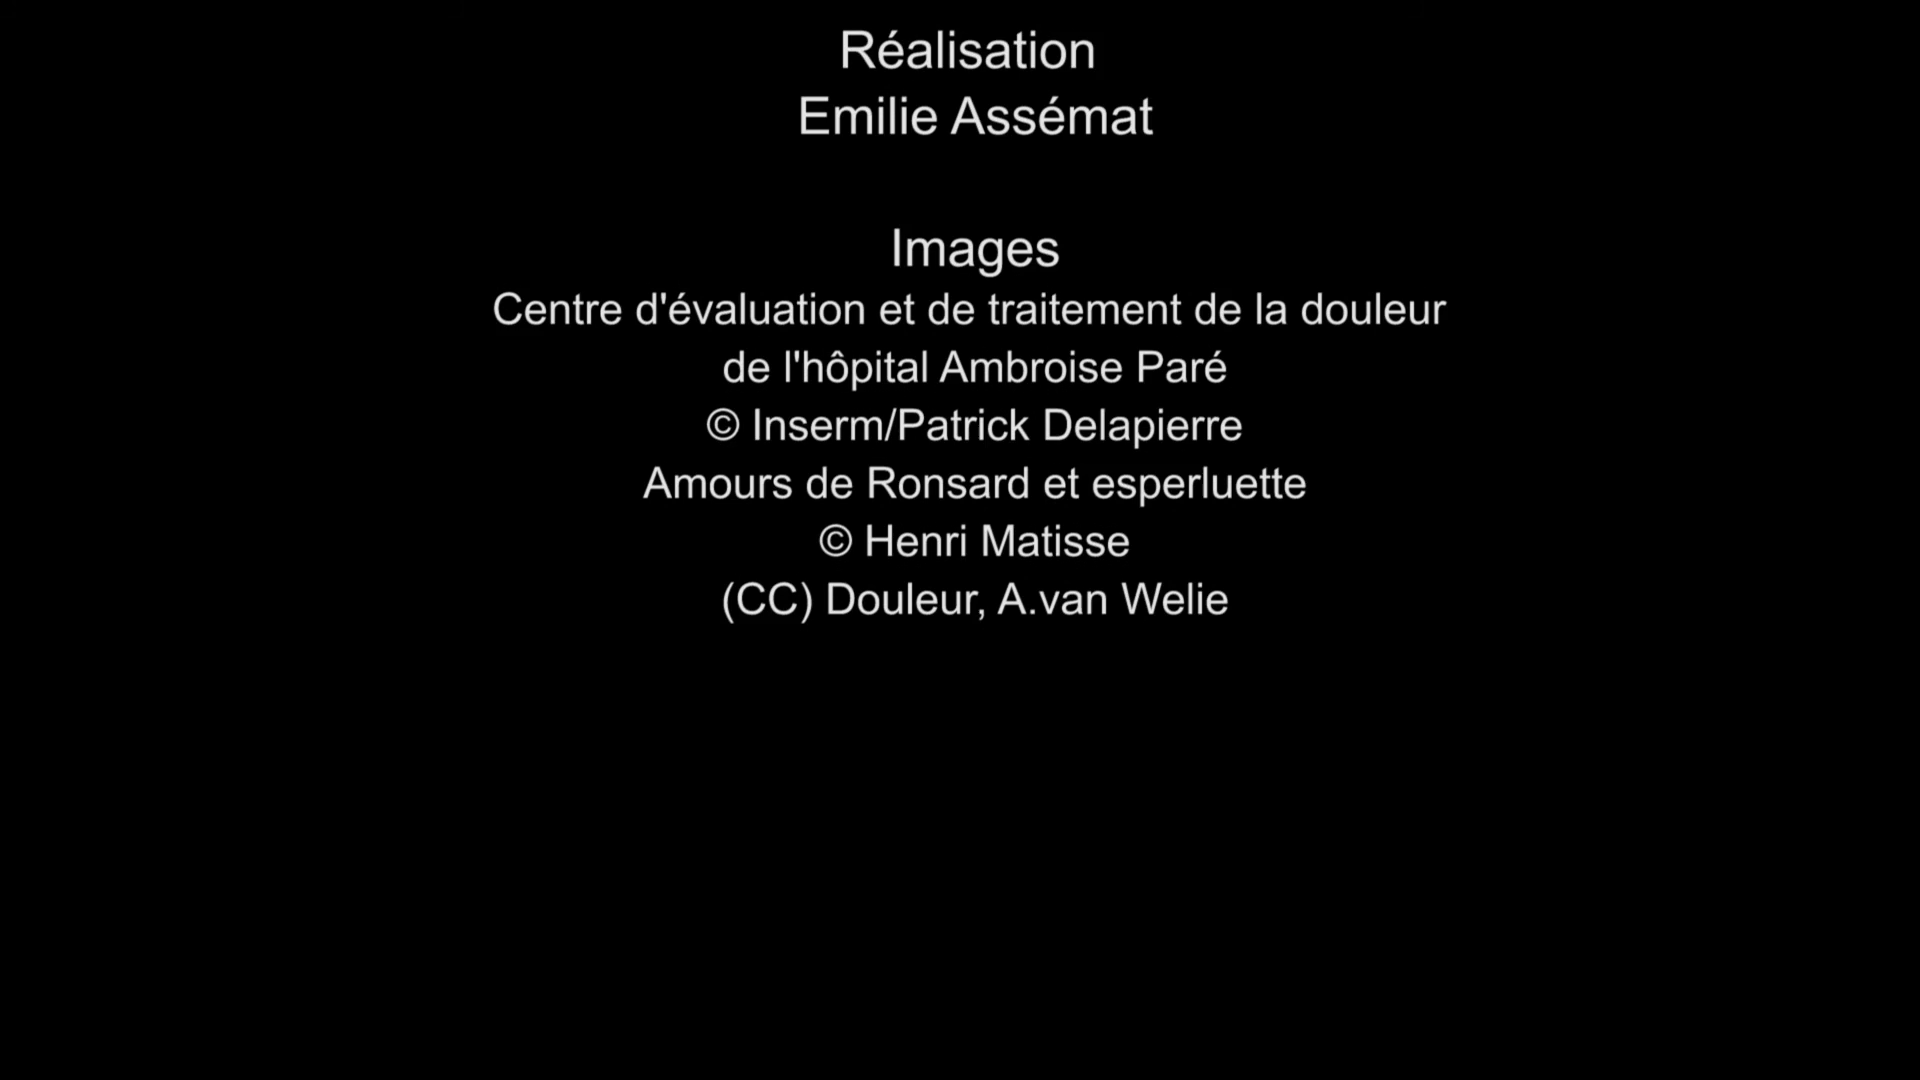 Réalisation
Emilie Assémat
Images
Centre d'évaluation et de traitement de la douleur
de l'hôpital Ambroise Paré
© Inserm/Patrick Delapierre
Amours de Ronsard et esperluette
© Henri Matisse
(CC) Douleur, A.van Welie